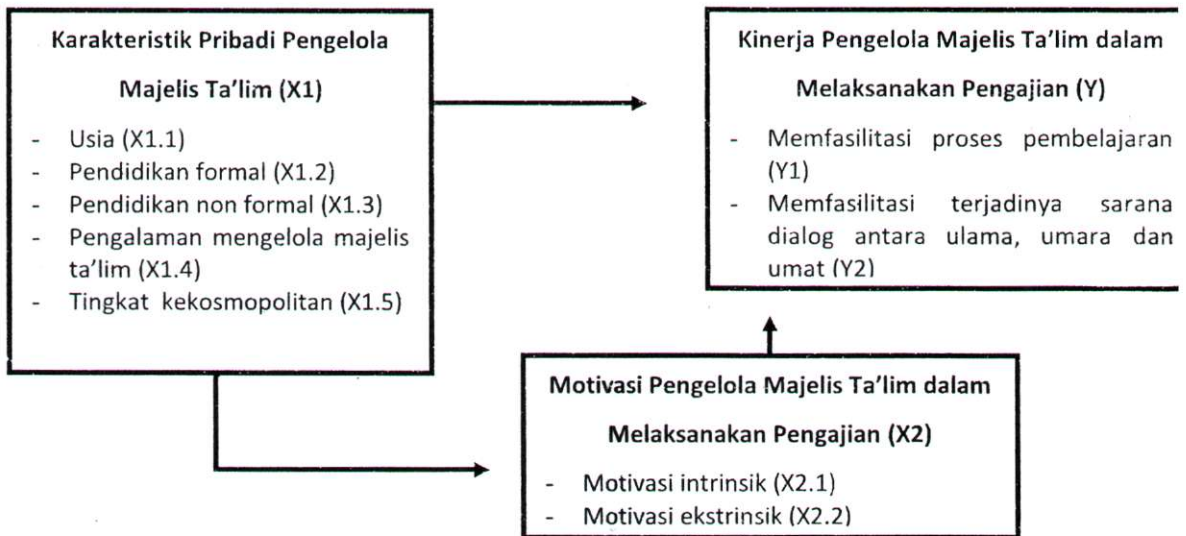 Karakteristik Pribadi Pengelola
Majelis Ta'lim (X1)
- Usia (X1.1)
- Pendidikan formal (X1.2)
- Pendidikan non formal (X1.3)
- Pengalaman mengelola majelis
ta'lim (X1.4)
- Tingkat kekosmopolitan (X1.5)
Kinerja Pengelola Majelis Ta'lim dalam
Melaksanakan Pengajian (Y)
- Memfasilitasi proses pembelajaran
(Y1)
- Memfasilitasi terjadinya sarana
dialog antara ulama, umara dan
umat (Y2)
Motivasi Pengelola Majelis Ta'lim dalam
Melaksanakan Pengajian (X2)
- Motivasi intrinsik (X2.1)
- Motivasi ekstrinsik (X2.2)